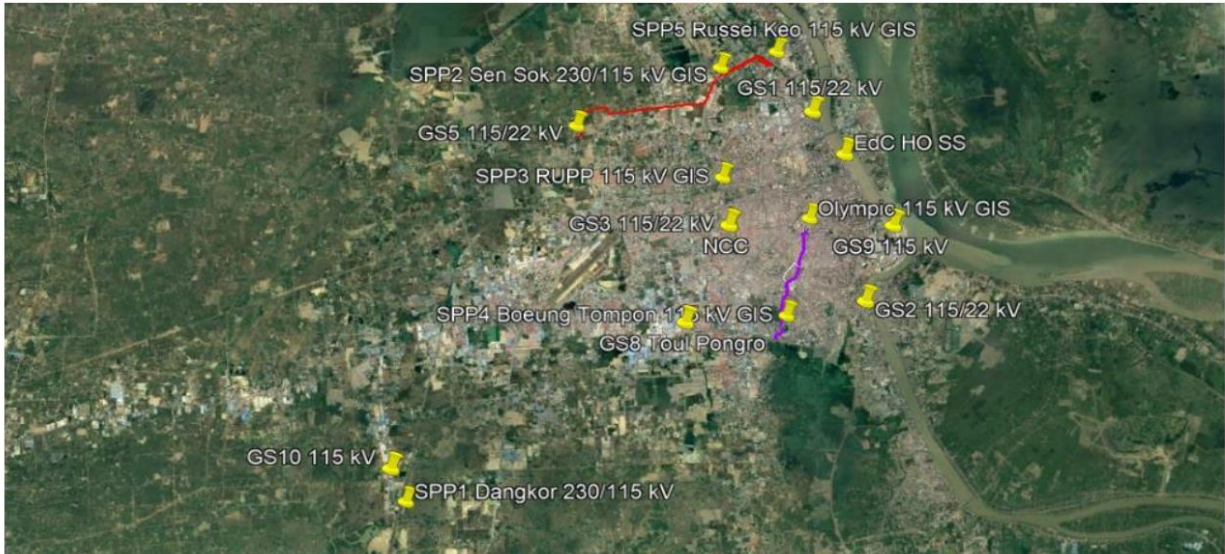 SPP5 Russei Keo 115 kV GIS
SPP2 Sen Sok 230/115 kV GIS
GS1 115/22 kV
GS5 115/22 kV
EdC HO SS
SPP3 RUPP 115 kV GIS
Olympic 115 kV GIS
GS3 115/22 kV
NCC
GS9 115 kV
GS2 115/22 kV
SPP4 Boeung Tompon 115 kV GIS
GS8 Toul Pongro
GS10 115 kV
SPP1 Dangkor 230/115 kV